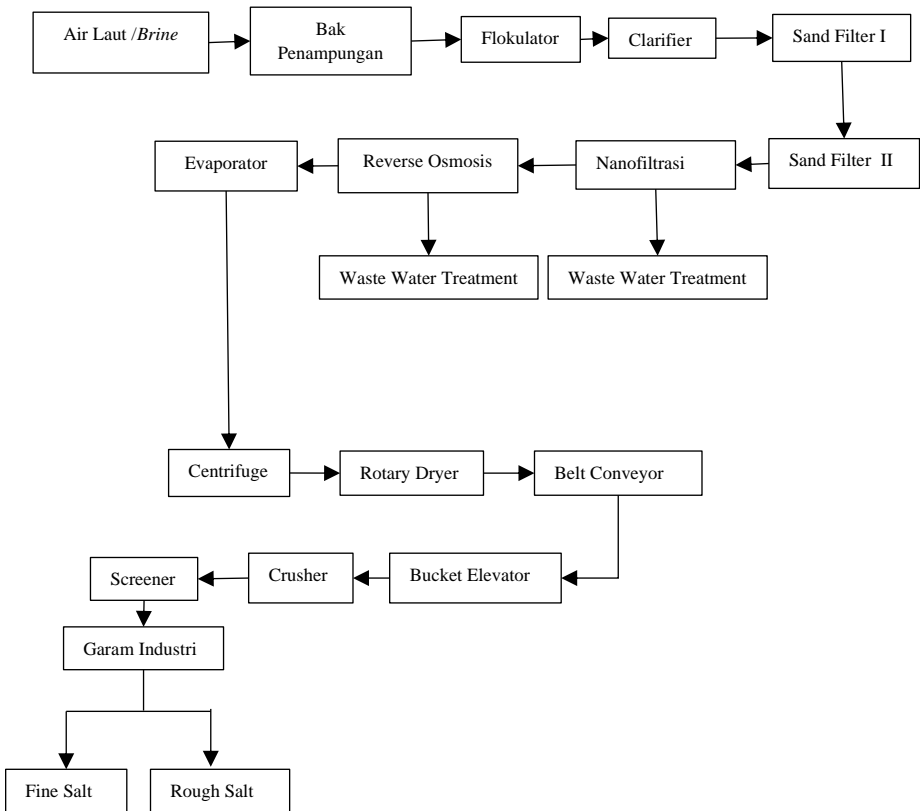 Air Laut /Brine
Bak
Penampungan
Flokulator
Clarifier
Sand Filter I
Sand Filter II
Nanofiltrasi
Reverse Osmosis
Evaporator
Waste Water Treatment
Waste Water Treatment
Centrifuge
Rotary Dryer
Belt Conveyor
Bucket Elevator
Crusher
Screener
Garam Industri
Fine Salt
Rough Salt